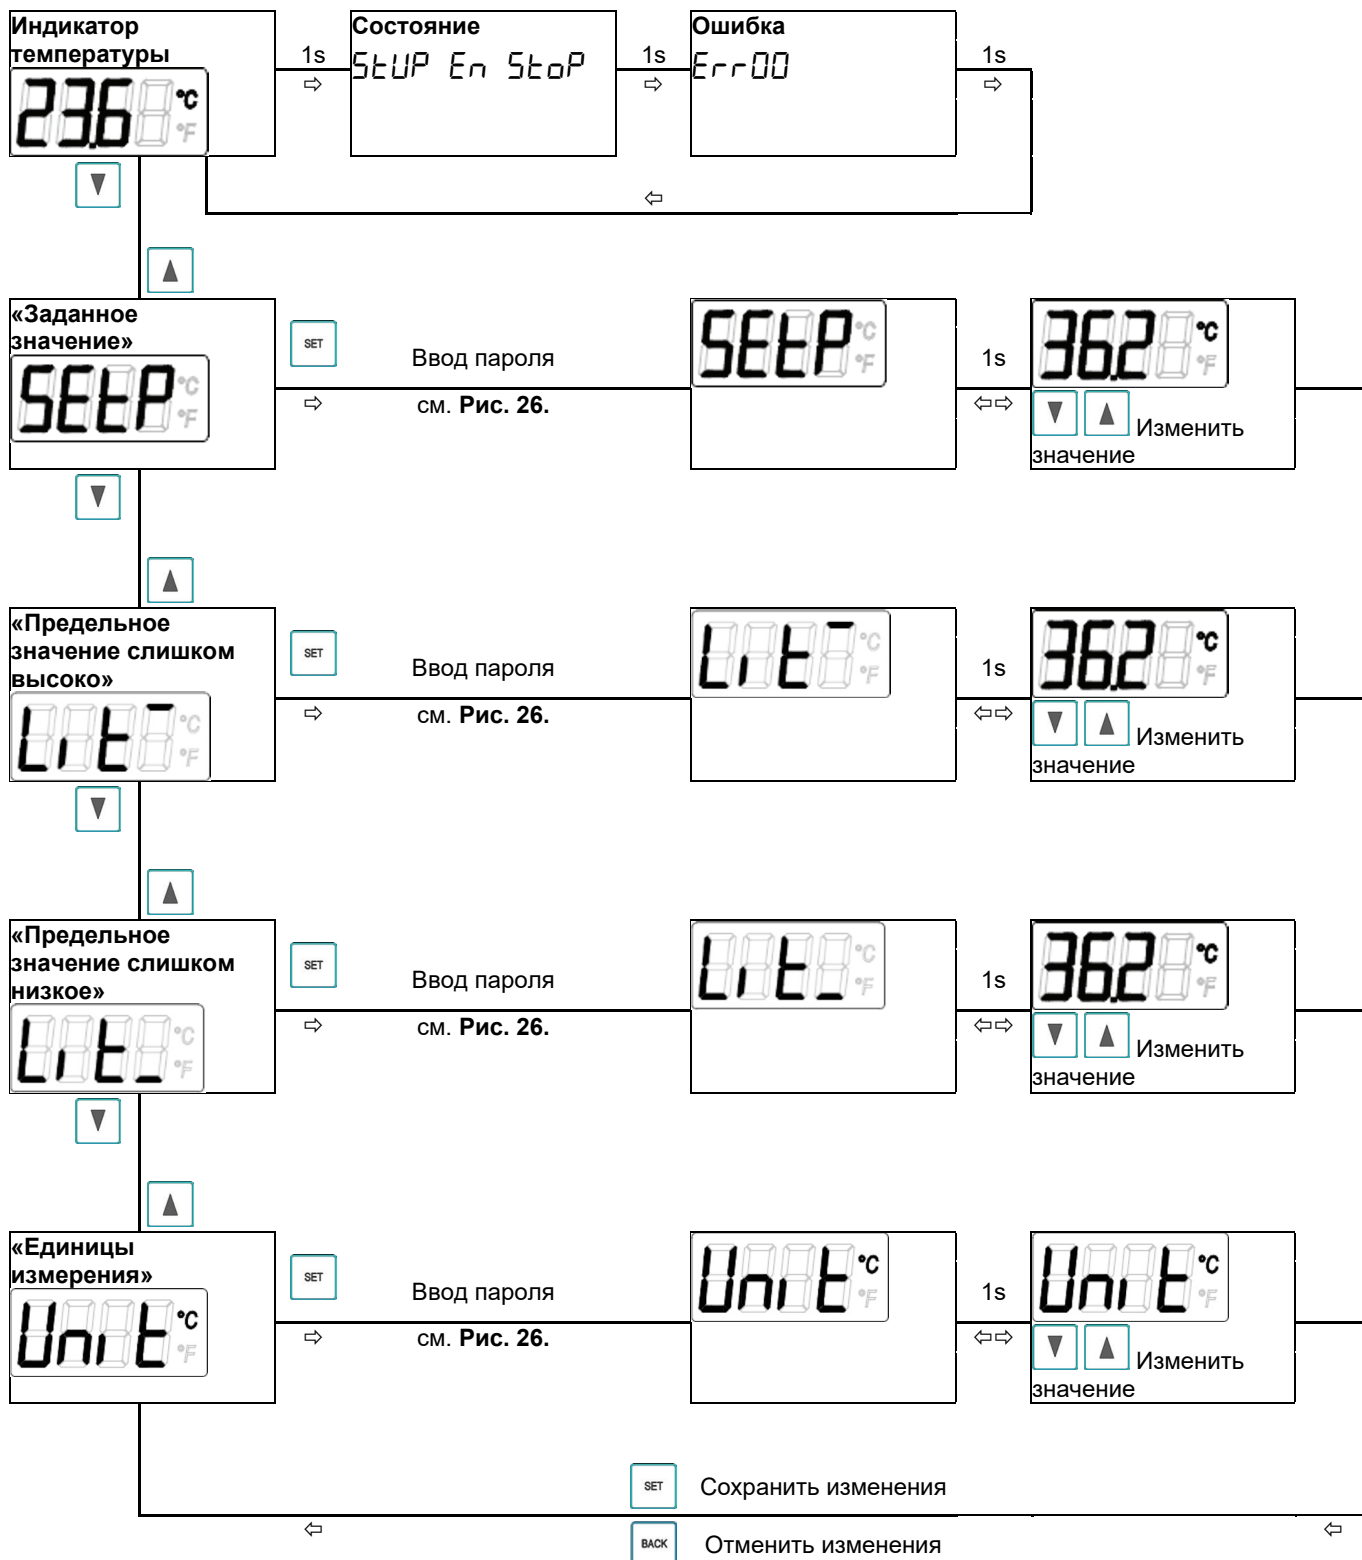 Индикатор
температуры
23.6 °C
°F
1s
⇨
Состояние
StUP En StoP
1s
⇨
Ошибка
Err00
1s
⇨
▼
⇦
▲
«Заданное
значение»
SEtP °C
°F
SET
⇨
Ввод пароля
см. Рис. 26.
SEtP °C
°F
1s
⇦⇨
36.2 °C
°F
▼ ▲ Изменить
значение
▼
▲
«Предельное
значение слишком
высоко»
Lit¯ °C
°F
SET
⇨
Ввод пароля
см. Рис. 26.
Lit¯ °C
°F
1s
⇦⇨
36.2 °C
°F
▼ ▲ Изменить
значение
▼
▲
«Предельное
значение слишком
низкое»
Lit_ °C
°F
SET
⇨
Ввод пароля
см. Рис. 26.
Lit_ °C
°F
1s
⇦⇨
36.2 °C
°F
▼ ▲ Изменить
значение
▼
▲
«Единицы
измерения»
Unit °C
°F
SET
⇨
Ввод пароля
см. Рис. 26.
Unit °C
°F
1s
⇦⇨
Unit °C
°F
▼ ▲ Изменить
значение
SET Сохранить изменения
⇦
⇦
BACK Отменить изменения